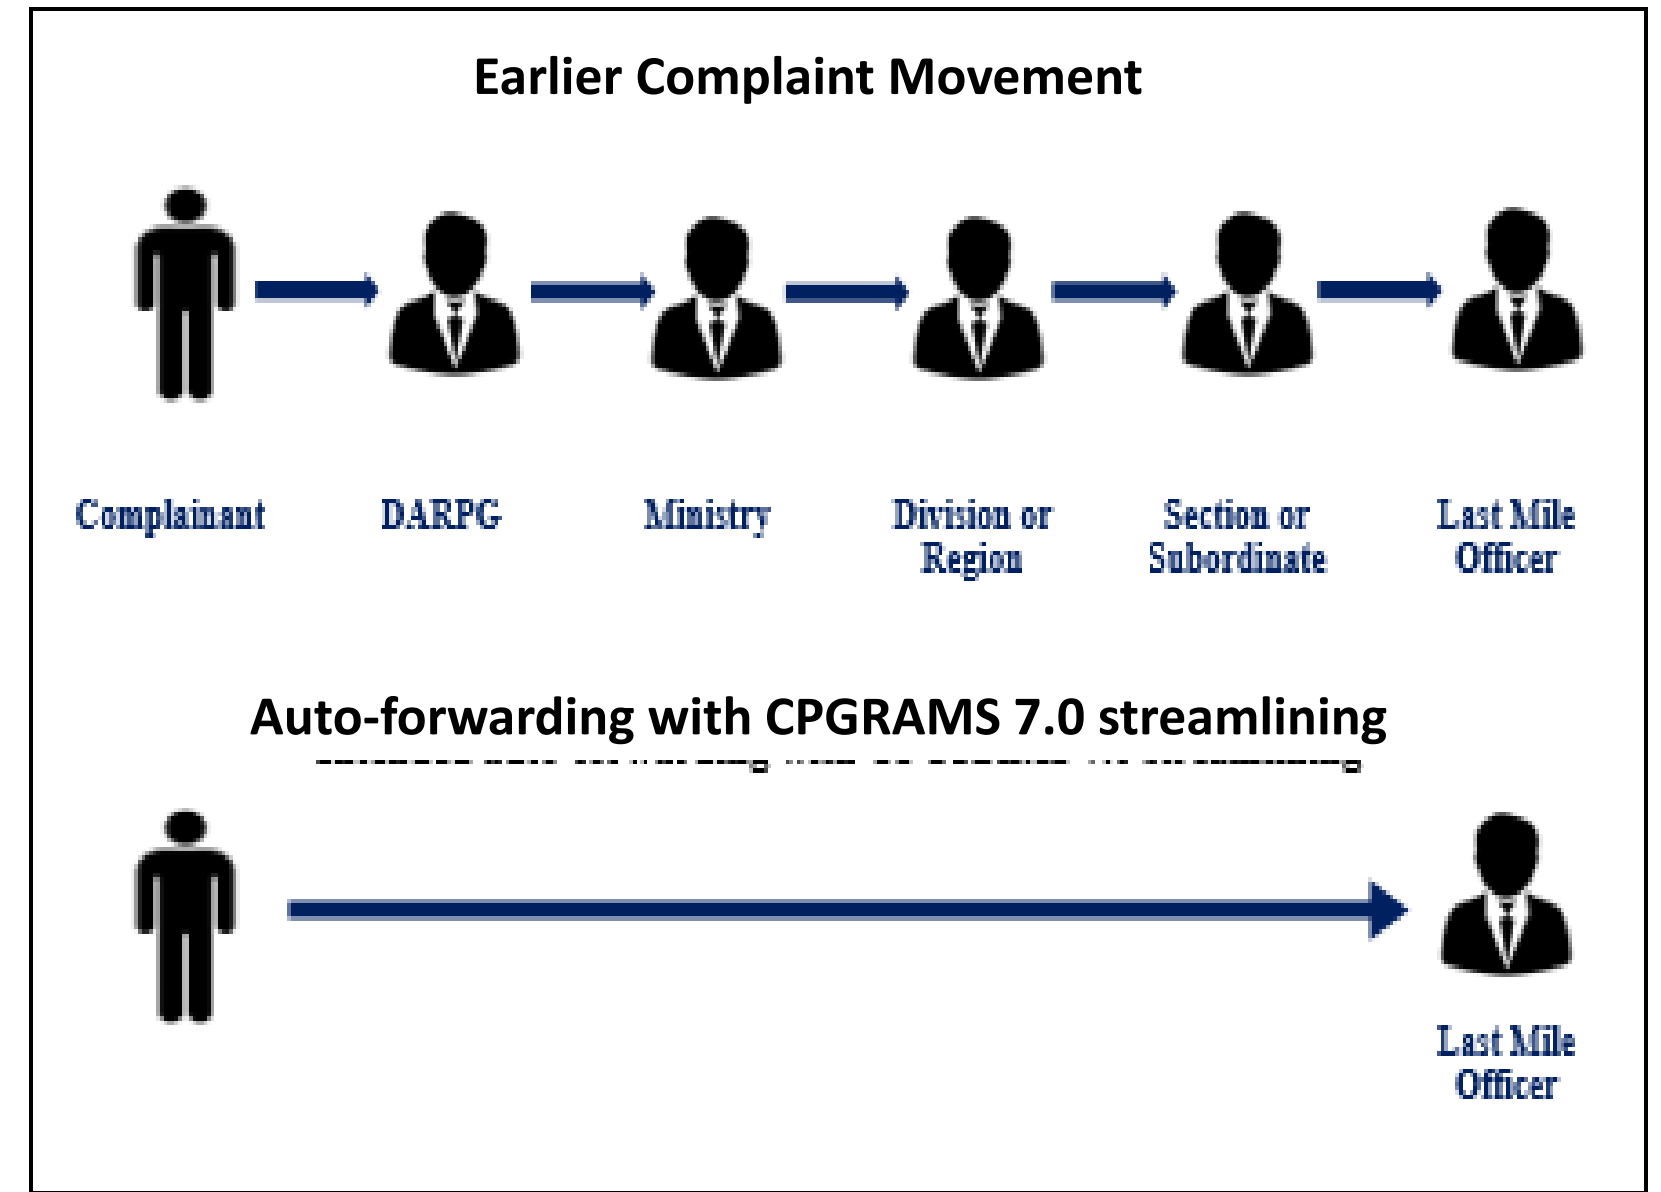 Earlier Complaint Movement
Complainant
DARPG
Ministry
Division or
Region
Section or
Subordinate
Last Mile
Officer
Auto-forwarding with CPGRAMS 7.0 streamlining
Last Mile
Officer